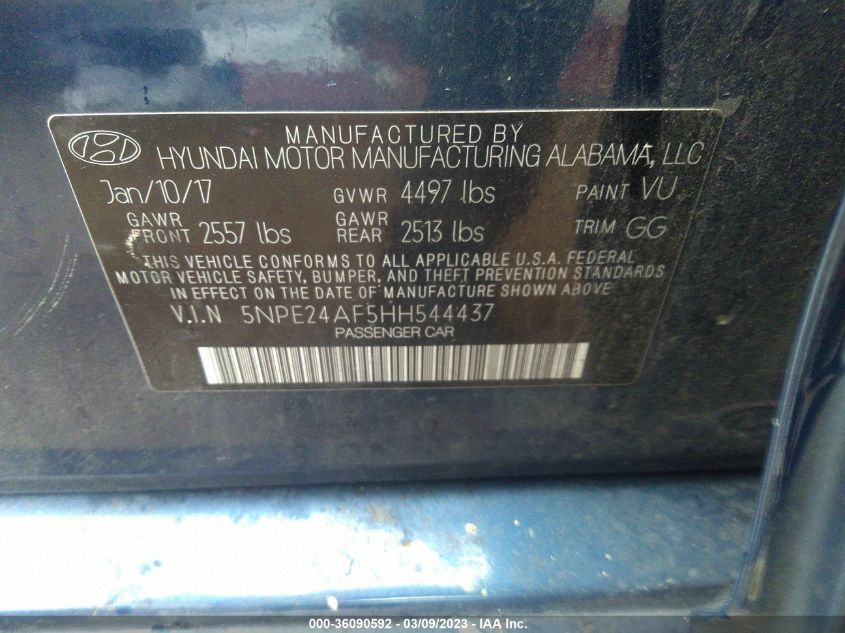 MANUFACTURED BY
HYUNDAI MOTOR MANUFACTURING ALABAMA, LLC
Jan/10/17 GVWR 4497 lbs PAINT VU
GAWR FRONT 2557 lbs GAWR REAR 2513 lbs TRIM GG
THIS VEHICLE CONFORMS TO ALL APPLICABLE U.S.A. FEDERAL
MOTOR VEHICLE SAFETY, BUMPER, AND THEFT PREVENTION STANDARDS
IN EFFECT ON THE DATE OF MANUFACTURE SHOWN ABOVE
V.I.N 5NPE24AF5HH544437
PASSENGER CAR
000-36090592 - 03/09/2023 - © IAA Inc.